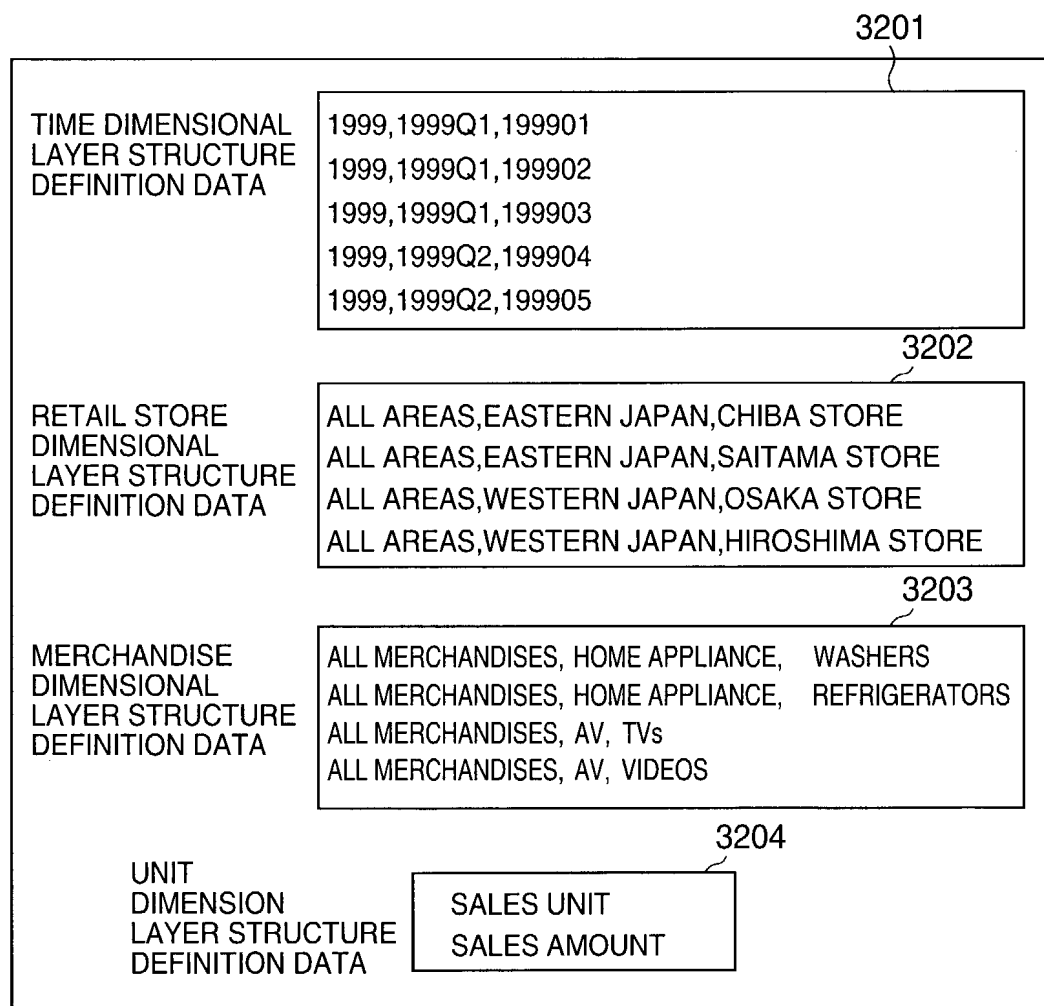 3201
TIME DIMENSIONAL
LAYER STRUCTURE
DEFINITION DATA
1999,1999Q1,199901
1999,1999Q1,199902
1999,1999Q1,199903
1999,1999Q2,199904
1999,1999Q2,199905
3202
RETAIL STORE
DIMENSIONAL
LAYER STRUCTURE
DEFINITION DATA
ALL AREAS,EASTERN JAPAN,CHIBA STORE
ALL AREAS,EASTERN JAPAN,SAITAMA STORE
ALL AREAS,WESTERN JAPAN,OSAKA STORE
ALL AREAS,WESTERN JAPAN,HIROSHIMA STORE
3203
MERCHANDISE
DIMENSIONAL
LAYER STRUCTURE
DEFINITION DATA
ALL MERCHANDISES, HOME APPLIANCE, WASHERS
ALL MERCHANDISES, HOME APPLIANCE, REFRIGERATORS
ALL MERCHANDISES, AV, TVs
ALL MERCHANDISES, AV, VIDEOS
3204
UNIT
DIMENSION
LAYER STRUCTURE
DEFINITION DATA
SALES UNIT
SALES AMOUNT